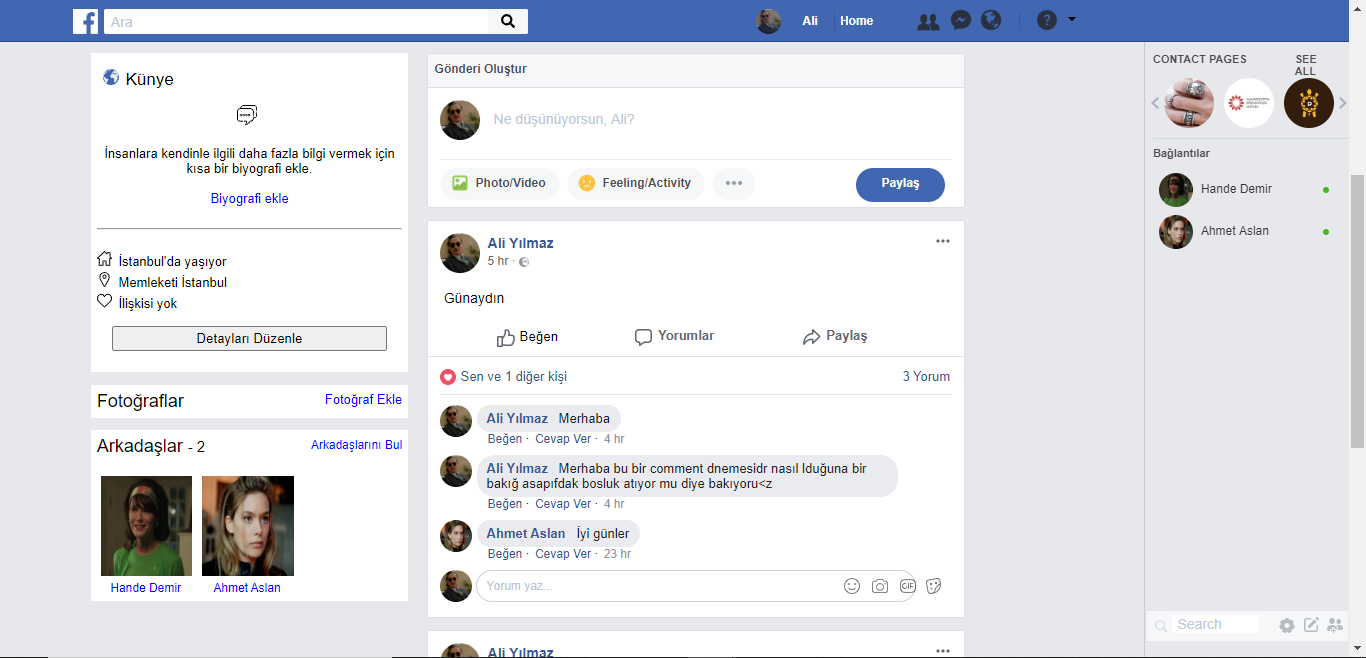 Ara
Ali
Home
Künye
İnsanlara kendinle ilgili daha fazla bilgi vermek için
kısa bir biyografi ekle.
Biyografi ekle
İstanbul'da yaşıyor
Memleketi İstanbul
İlişkisi yok
Detayları Düzenle
Fotoğraflar
Fotoğraf Ekle
Arkadaşlar - 2
Arkadaşlarını Bul
Hande Demir
Ahmet Aslan
Gönderi Oluştur
Ne düşünüyorsun, Ali?
Photo/Video
Feeling/Activity
Paylaş
Ali Yılmaz
5 hr ·
Günaydın
Beğen
Yorumlar
Paylaş
Sen ve 1 diğer kişi
3 Yorum
Ali Yılmaz Merhaba
Beğen · Cevap Ver · 4 hr
Ali Yılmaz Merhaba bu bir comment dnemesidr nasıl lduğuna bir
bakığ asapıfdak bosluk atıyor mu diye bakıyoru<z
Beğen · Cevap Ver · 4 hr
Ahmet Aslan İyi günler
Beğen · Cevap Ver · 23 hr
Yorum yaz...
GIF
Ali Yılmaz
CONTACT PAGES
SEE
ALL
Bağlantılar
Hande Demir
Ahmet Aslan
Search